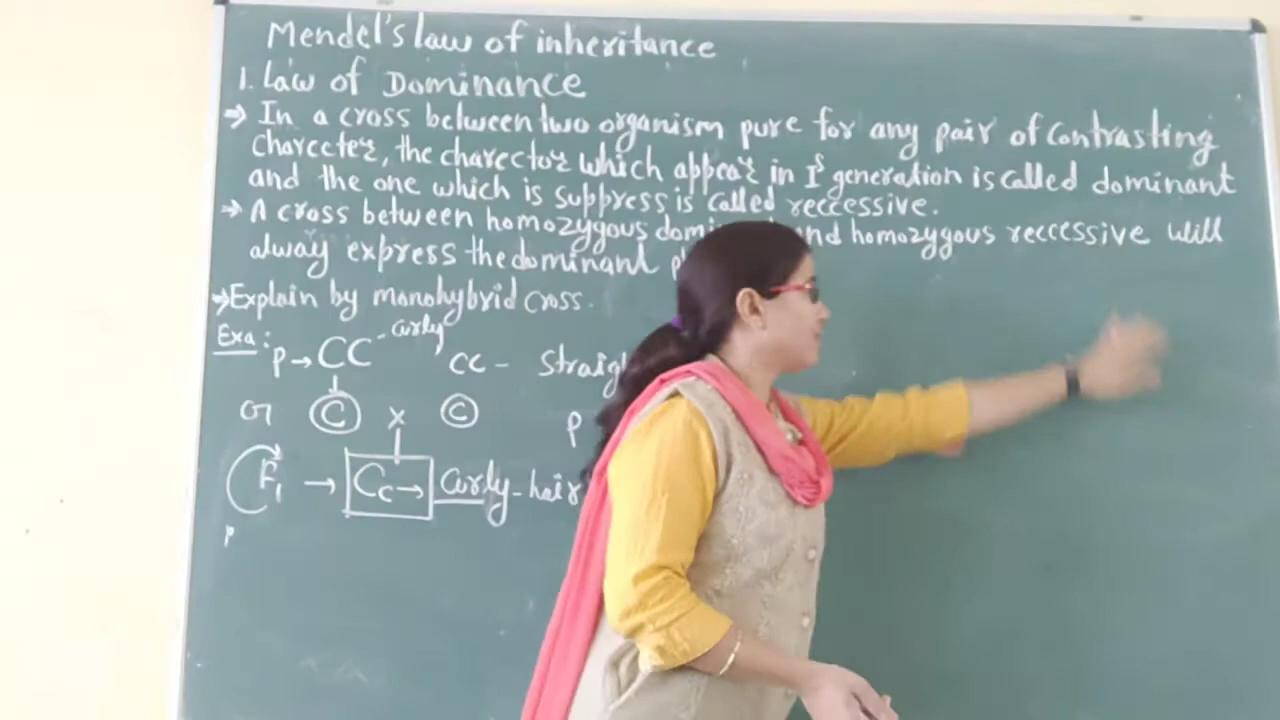 Mendel's law of inheritance
1. Law of Dominance
→ In a cross between two organism pure for any pair of contrasting
charecter, the charector which appear in Ist generation is called dominant
and the one which is suppress is called reccessive.
→ A cross between homozygous and homozygous reccessive will
alway express the dominant
→ Explain by monohybrid cross.
Exa:
P → CC - curly cc -
or C x c
P
F1 → Cc → Curly-hair
P